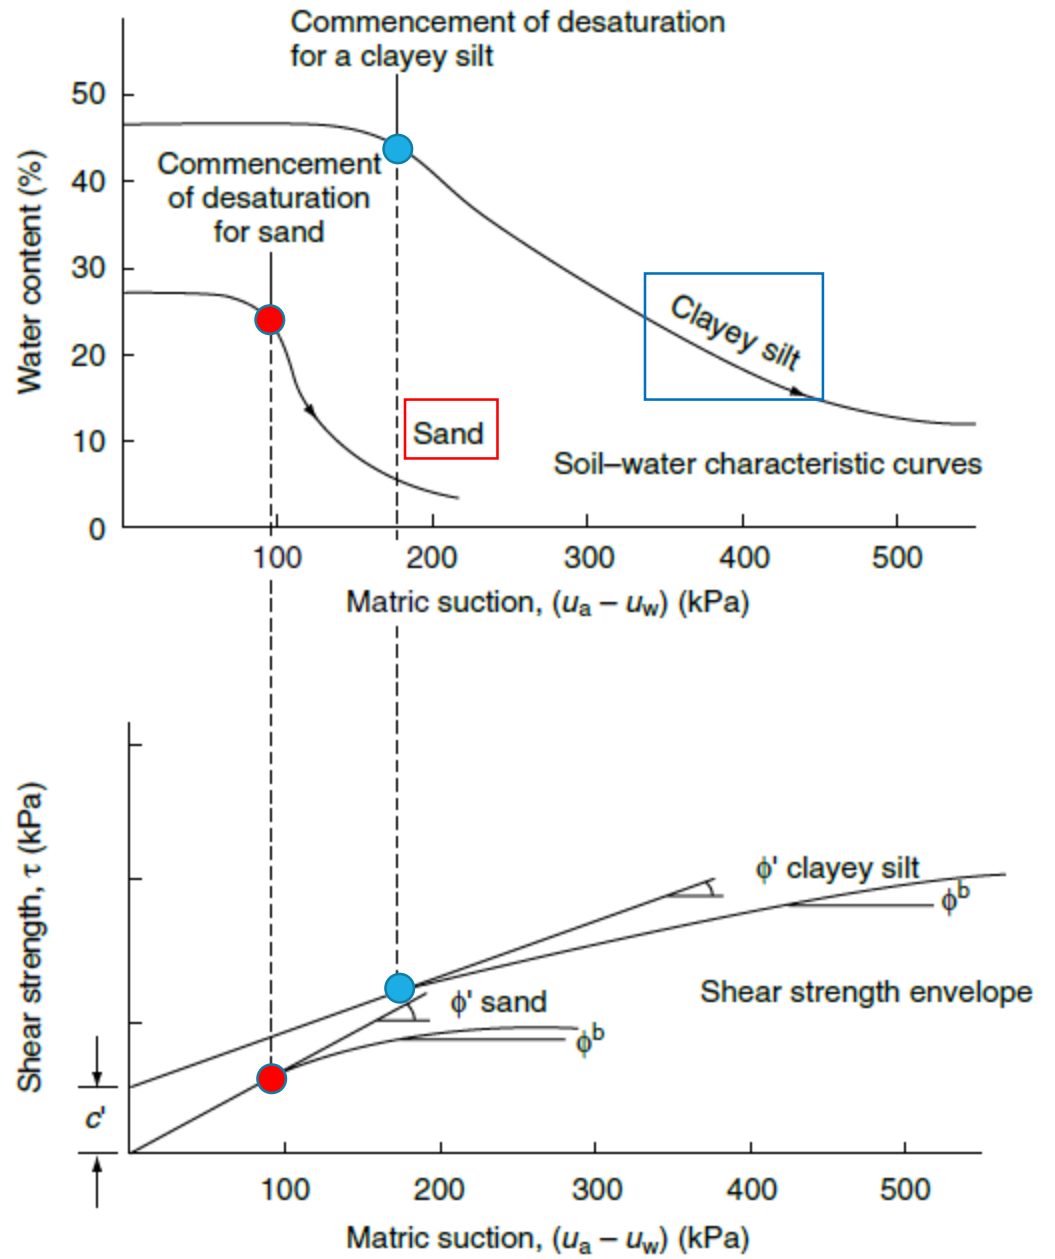 Commencement of desaturation
for a clayey silt
50
40
30
20
10
0
Water content (%)
Commencement
of desaturation
for sand
Clayey silt
Sand
Soil–water characteristic curves
100
200
300
400
500
Matric suction, (uₐ – u_w) (kPa)
Shear strength, τ (kPa)
ϕ' clayey silt
ϕᵇ
Shear strength envelope
ϕ' sand
ϕᵇ
c'
100
200
300
400
500
Matric suction, (uₐ – u_w) (kPa)